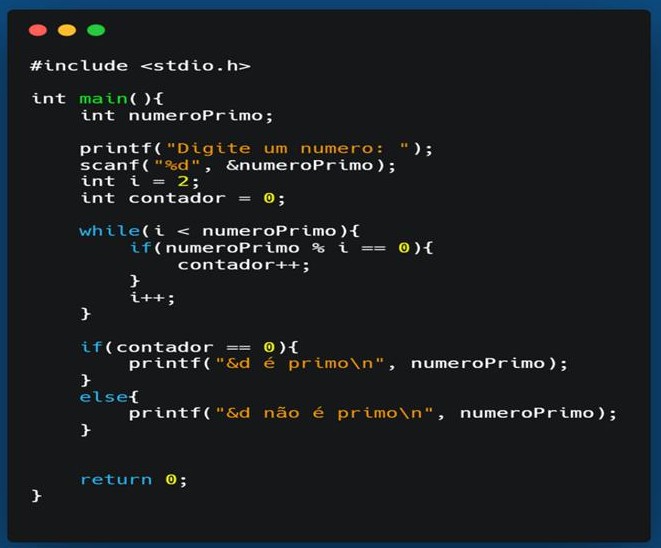 #include <stdio.h>
int main(){
int numeroPrimo;
printf("Digite um numero: ");
scanf("%d", &numeroPrimo);
int i = 2;
int contador = 0;
while(i < numeroPrimo){
if(numeroPrimo % i == 0){
contador++;
}
i++;
}
if(contador == 0){
printf("&d é primo\n", numeroPrimo);
}
else{
printf("&d não é primo\n", numeroPrimo);
}
return 0;
}